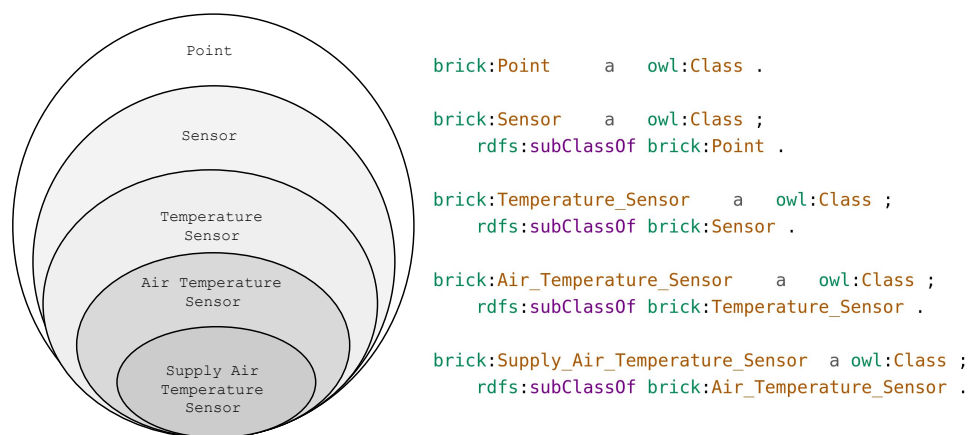 Point
Sensor
Temperature
Sensor
Air Temperature
Sensor
Supply Air
Temperature
Sensor
brick:Point a owl:Class .
brick:Sensor a owl:Class ;
rdfs:subClassOf brick:Point .
brick:Temperature_Sensor a owl:Class ;
rdfs:subClassOf brick:Sensor .
brick:Air_Temperature_Sensor a owl:Class ;
rdfs:subClassOf brick:Temperature_Sensor .
brick:Supply_Air_Temperature_Sensor a owl:Class ;
rdfs:subClassOf brick:Air_Temperature_Sensor .